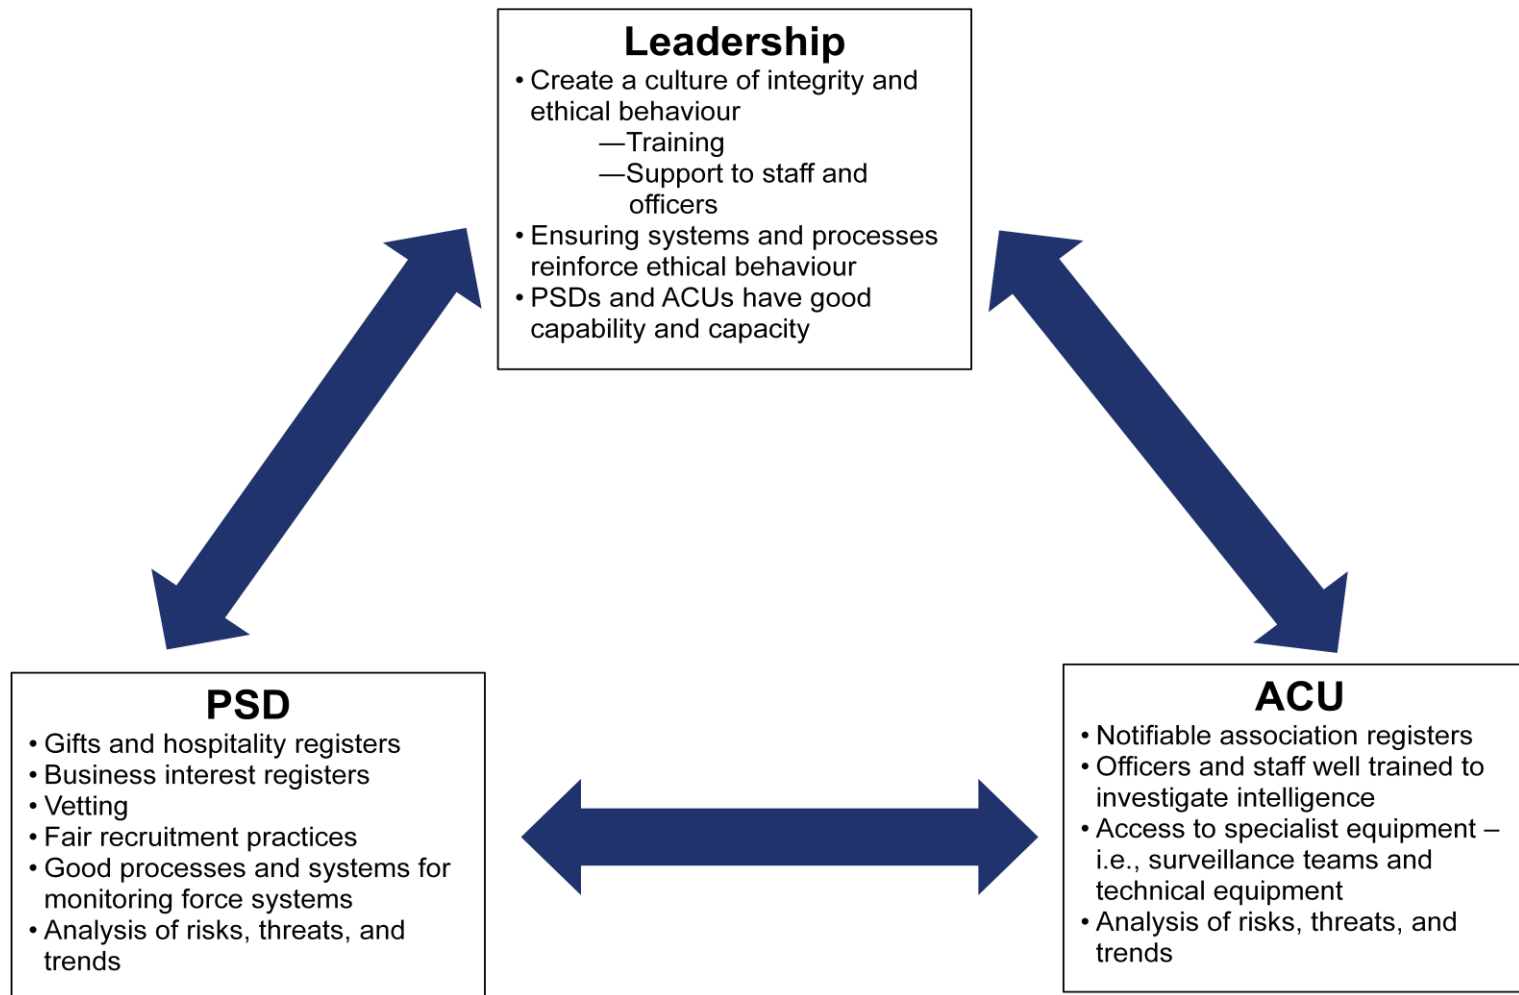 Leadership
• Create a culture of integrity and
ethical behaviour
—Training
—Support to staff and
officers
• Ensuring systems and processes
reinforce ethical behaviour
• PSDs and ACUs have good
capability and capacity
PSD
• Gifts and hospitality registers
• Business interest registers
• Vetting
• Fair recruitment practices
• Good processes and systems for
monitoring force systems
• Analysis of risks, threats, and
trends
ACU
• Notifiable association registers
• Officers and staff well trained to
investigate intelligence
• Access to specialist equipment –
i.e., surveillance teams and
technical equipment
• Analysis of risks, threats, and
trends